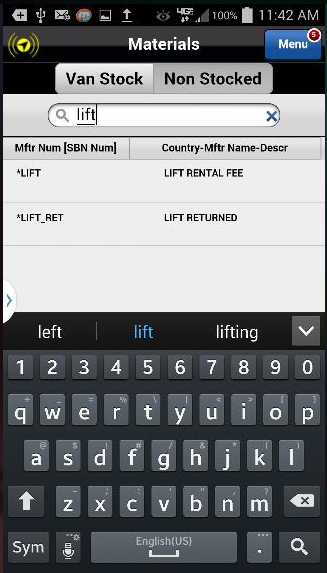 4G 100% 11:42 AM
Materials
Menu 5
Van Stock Non Stocked
lift
Mftr Num [SBN Num] Country-Mftr Name-Descr
*LIFT LIFT RENTAL FEE
*LIFT_RET LIFT RETURNED
left lift lifting
1 2 3 4 5 6 7 8 9 0
q w e r t y u i o p
a s d f g h j k l
z x c v b n m
Sym English(US) .